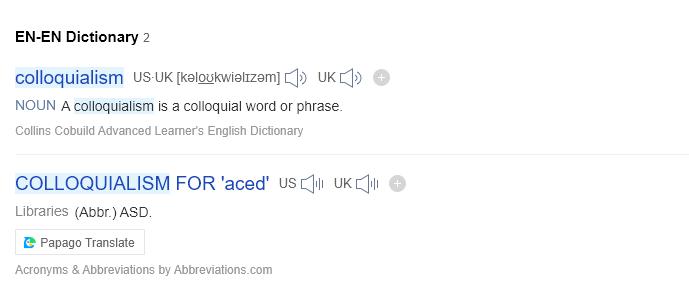 EN-EN Dictionary 2
colloquialism US·UK [kəloʊkwiəlɪzəm] UK
NOUN A colloquialism is a colloquial word or phrase.
Collins Cobuild Advanced Learner's English Dictionary
COLLOQUIALISM FOR 'aced' US UK
Libraries (Abbr.) ASD.
Papago Translate
Acronyms & Abbreviations by Abbreviations.com